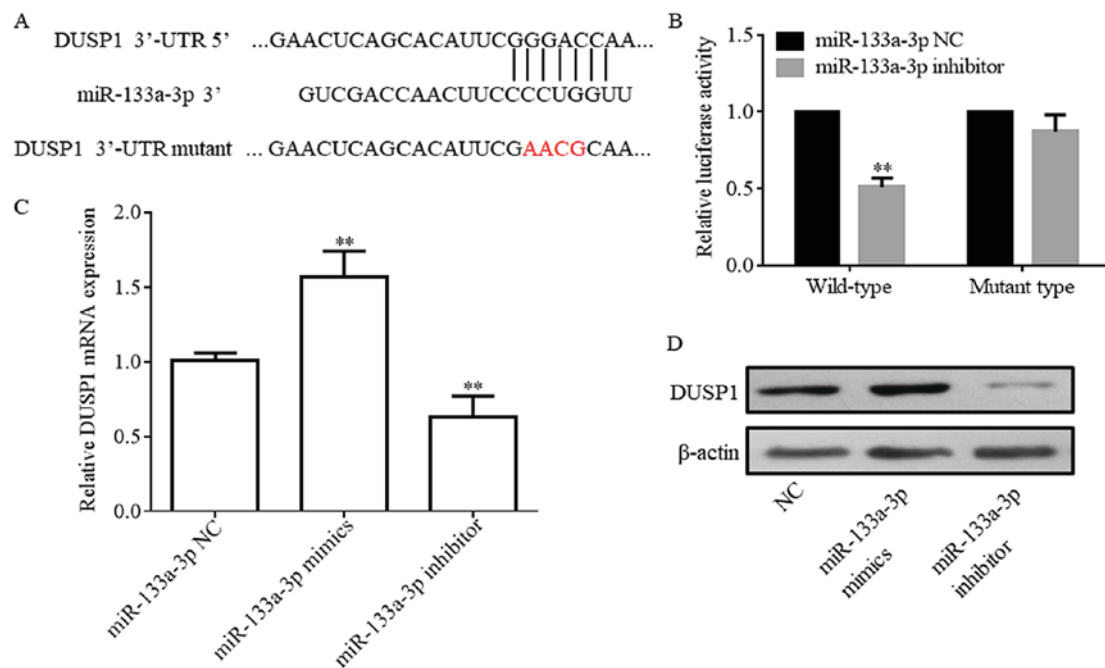 A
DUSP1 3’-UTR 5’ ...GAACUCAGCACAUUCGGGACCAA...
miR-133a-3p 3’ GUCGACCAACUUCCCCUGGUU
DUSP1 3’-UTR mutant ... GAACUCAGCACAUUCGAACGCAA...
B
Relative luciferase activity
1.5
1.0
0.5
0.0
miR-133a-3p NC
miR-133a-3p inhibitor
**
Wild-type
Mutant type
C
Relative DUSP1 mRNA expression
2.0
1.5
1.0
0.5
0.0
**
**
miR-133a-3p NC
miR-133a-3p mimics
miR-133a-3p inhibitor
D
DUSP1
β-actin
NC
miR-133a-3p
mimics
miR-133a-3p
inhibitor